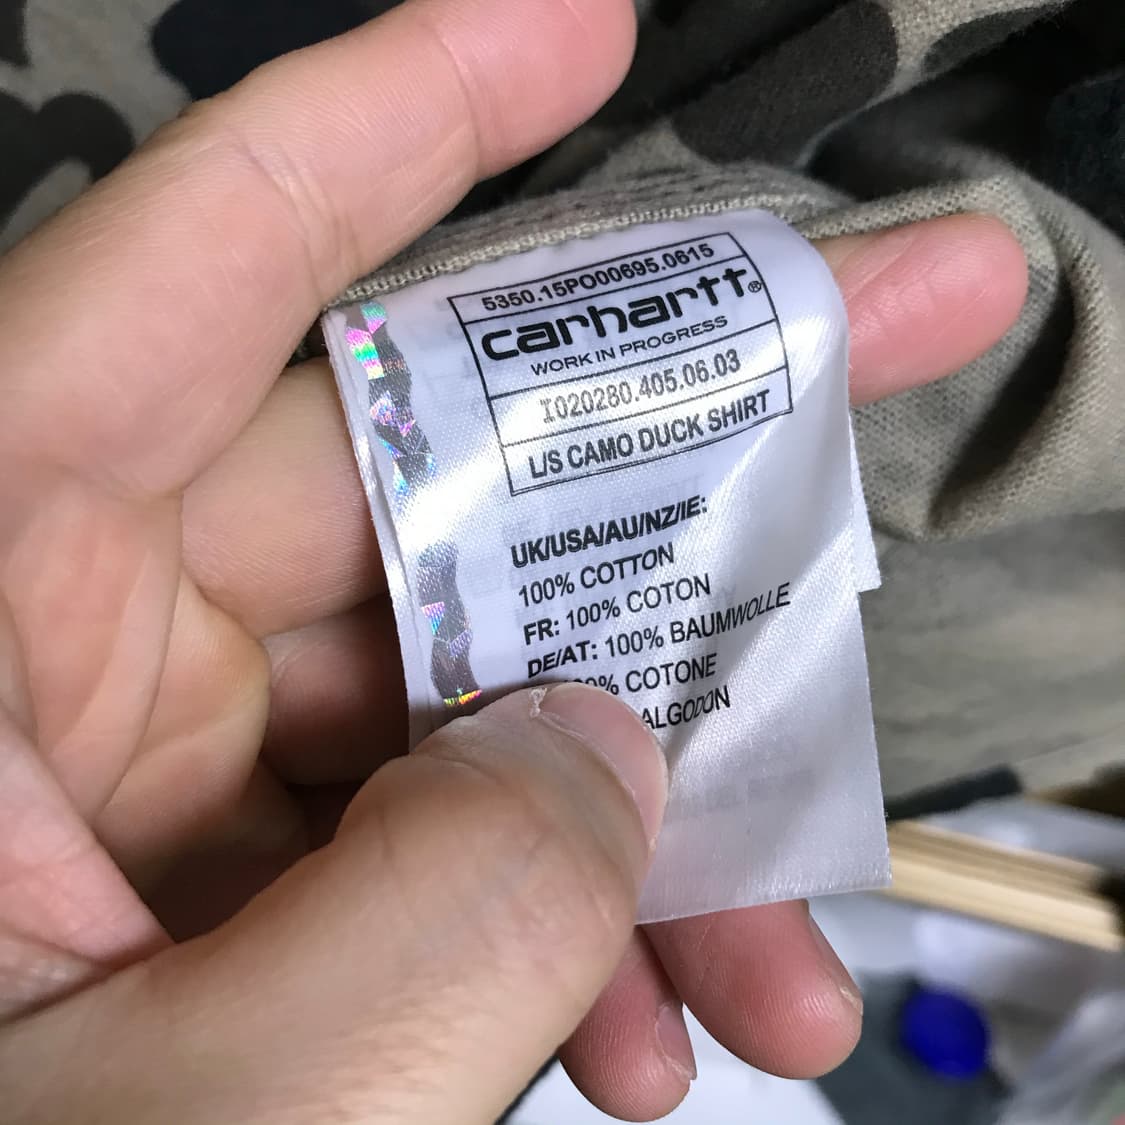 5350.15PO00695.0615
carhartt®
WORK IN PROGRESS
I020280.405.06.03
L/S CAMO DUCK SHIRT
UK/USA/AU/NZ/IE:
100% COTTON
FR: 100% COTON
DE/AT: 100% BAUMWOLLE
COTONE
ALGODON